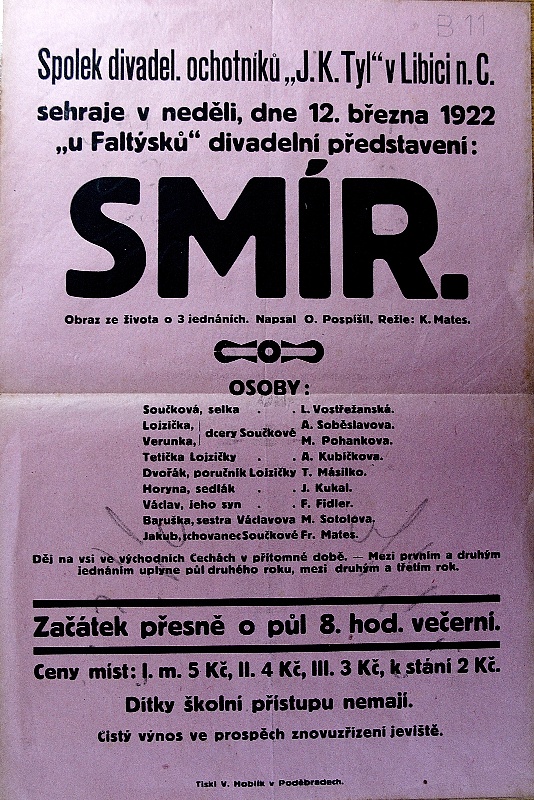 B 11
Spolek divadel. ochotníků „J. K. Tyl“ v Libici n. C.
sehraje v neděli, dne 12. března 1922
„u Faltýsků“ divadelní představení:
SMÍR.
Obraz ze života o 3 jednáních. Napsal O. Pospíšil, Režie: K. Mates.
OSOBY:
Součková, selka . . L. Vostřežanská.
Lojzička, A. Soběslavova.
dcery Součkové
Verunka, M. Pohankova.
Tetička Lojzičky . . A. Kubíčkova.
Dvořák, poručník Lojzičky T. Másilko.
Horyna, sedlák . . J. Kukal.
Václav, jeho syn . . F. Fidler.
Baruška, sestra Václavova M. Sotolova.
Jakub, schovanec Součkové Fr. Mates.
Děj na vsi ve východních Čechách v přítomné době. — Mezi prvním a druhým
jednáním uplyne půl druhého roku, mezi druhým a třetím rok.
Začátek přesně o půl 8. hod. večerní.
Ceny míst: I. m. 5 Kč, II. 4 Kč, III. 3 Kč, k stání 2 Kč.
Dítky školní přístupu nemají.
Čistý výnos ve prospěch znovuzřízení jeviště.
Tiskl V. Hoblík v Poděbradech.